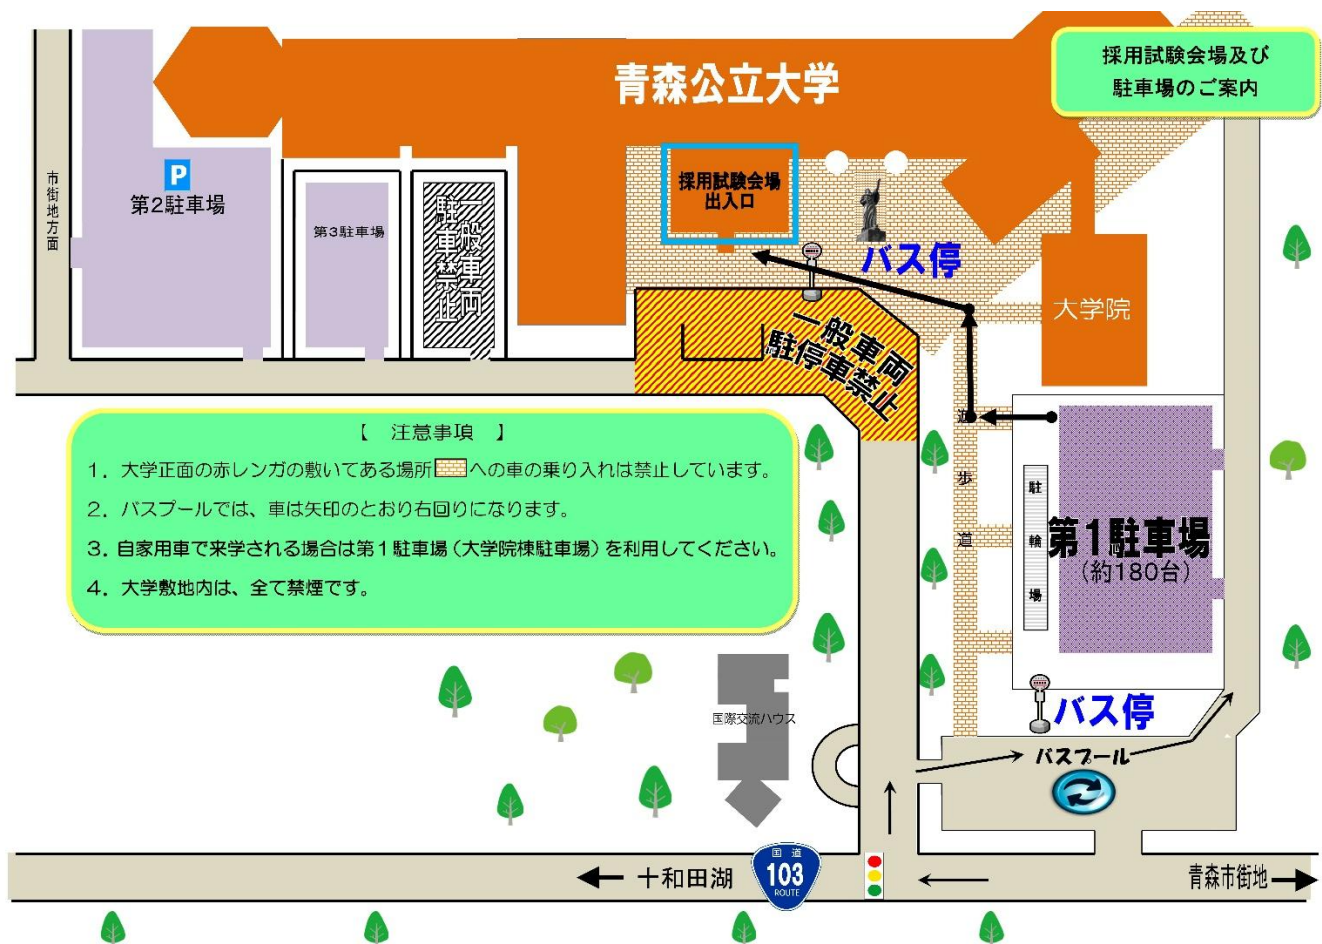 採用試験会場及び
駐車場のご案内
青森公立大学
市街地方面
P
第2駐車場
第3駐車場
一般車両
駐車禁止
採用試験会場
出入口
バス停
大学院
一般車両
駐停車禁止
【 注意事項 】
1．大学正面の赤レンガの敷いてある場所への車の乗り入れは禁止しています。
2．バスプールでは、車は矢印のとおり右回りになります。
3．自家用車で来学される場合は第1駐車場（大学院棟駐車場）を利用してください。
4．大学敷地内は、全て禁煙です。
遊歩道
駐輪場
第1駐車場
（約180台）
国際交流ハウス
バス停
バスプール
十和田湖
国道
103
ROUTE
青森市街地